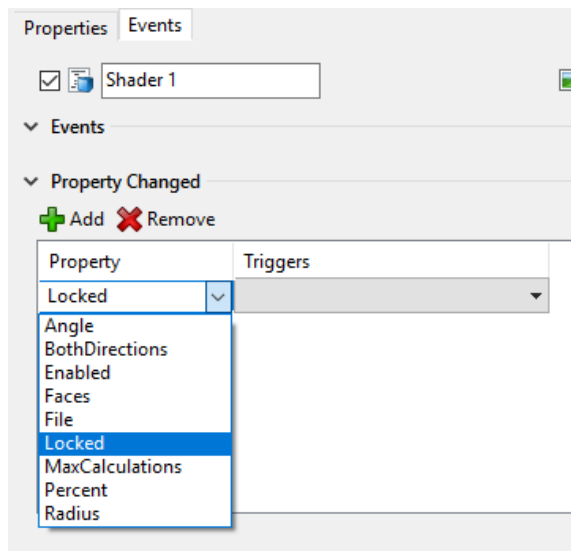 Properties Events
Shader 1
Events
Property Changed
Add Remove
Property Triggers
Locked
Angle
BothDirections
Enabled
Faces
File
Locked
MaxCalculations
Percent
Radius